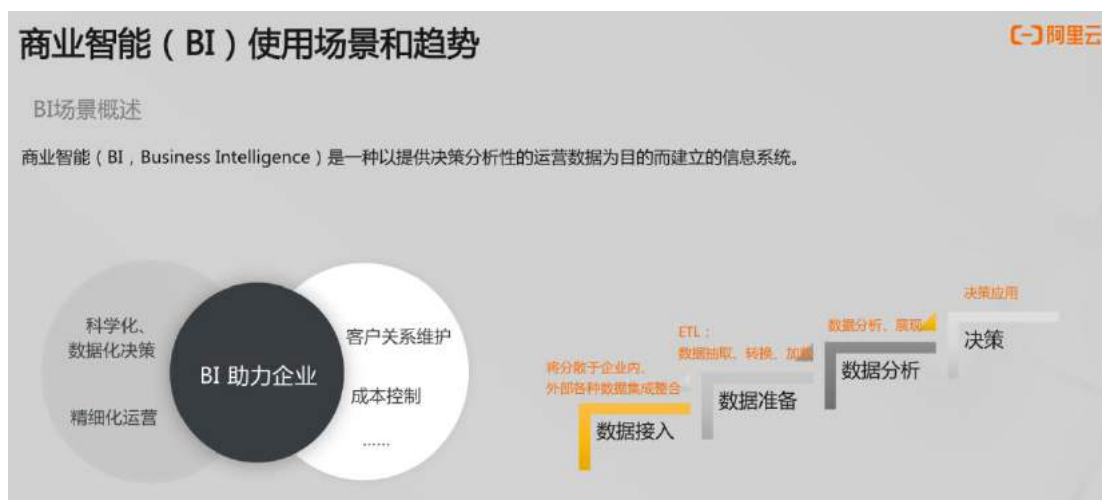 商业智能（BI）使用场景和趋势
阿里云
BI场景概述
商业智能（BI，Business Intelligence）是一种以提供决策分析性的运营数据为目的而建立的信息系统。
科学化、
数据化决策
精细化运营
BI 助力企业
客户关系维护
成本控制
……
将分散于企业内、
外部各种数据集成整合
数据接入
ETL：
数据抽取、转换、加载
数据准备
数据分析、展现
数据分析
决策应用
决策